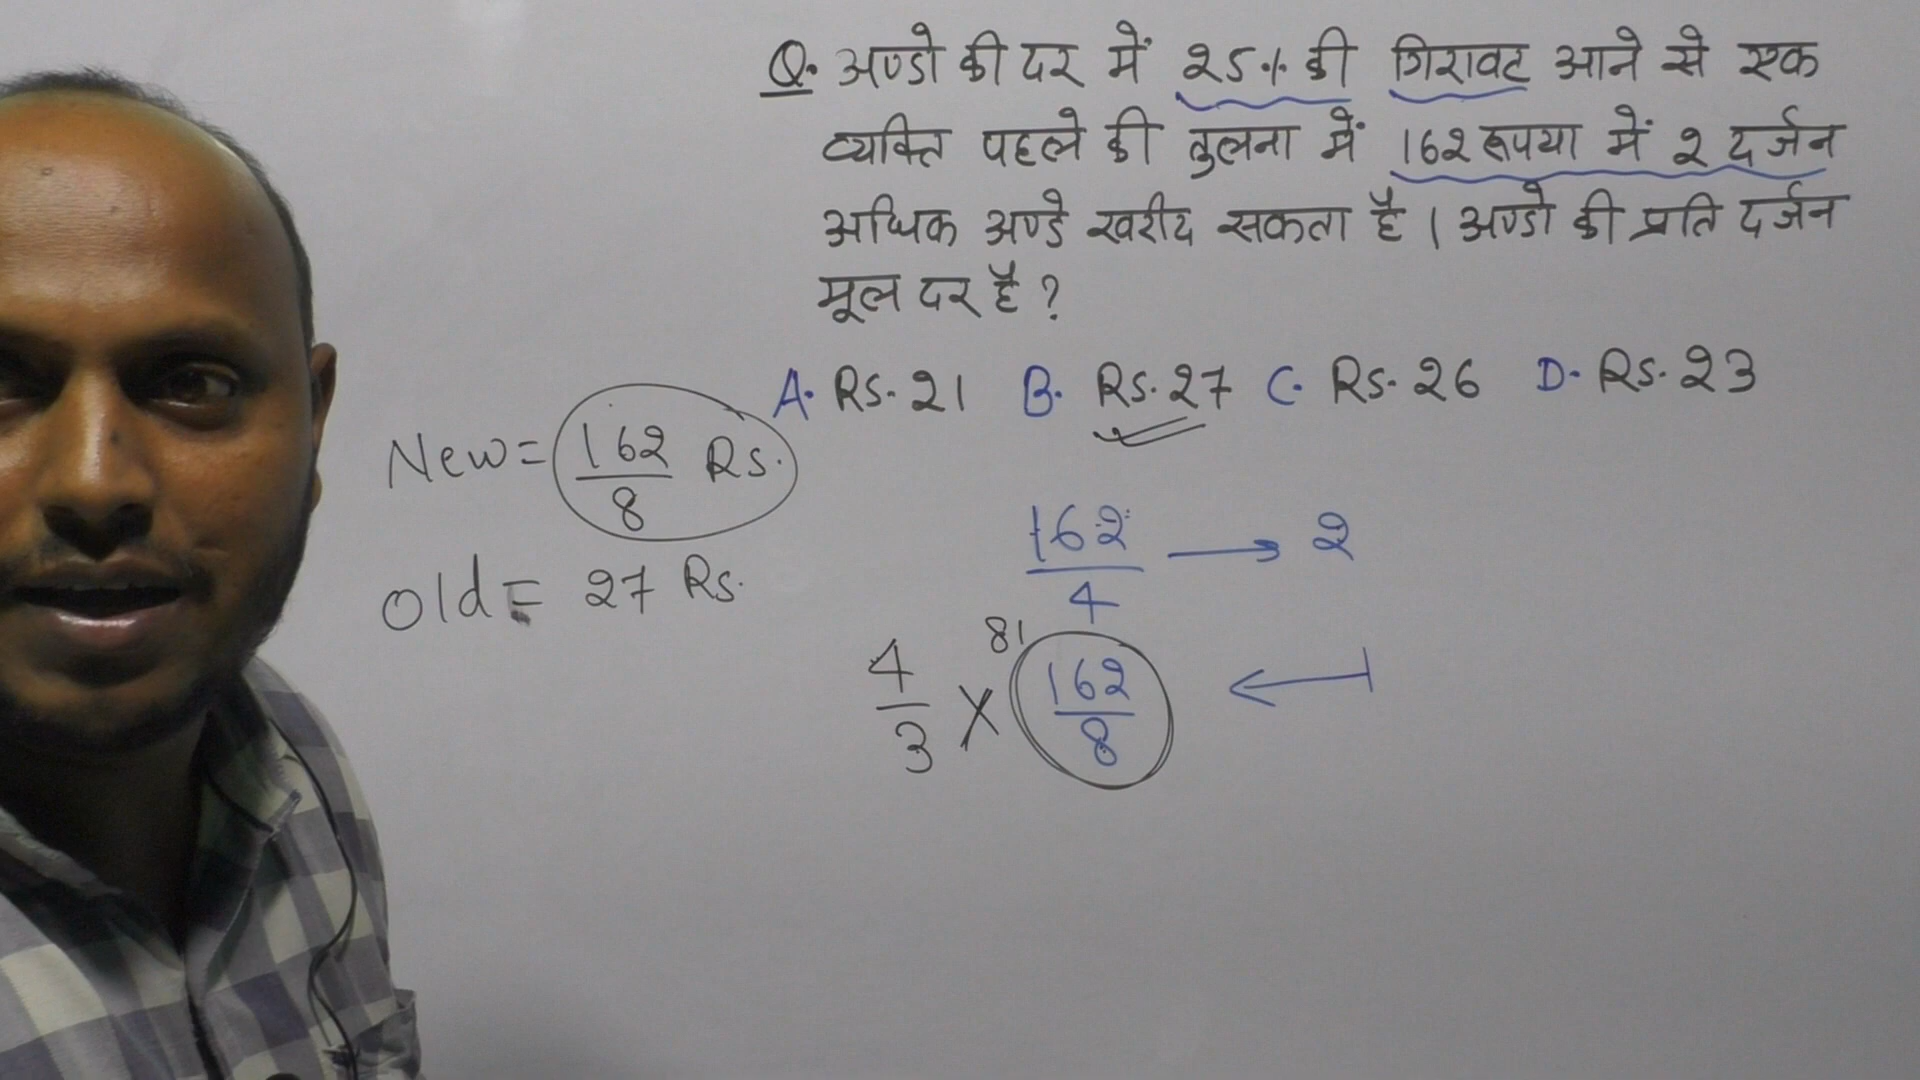 Q. अण्डो की दर में 25% की गिरावट आने से एक
व्यक्ति पहले की तुलना में 162 रूपया में 2 दर्जन
अधिक अण्डे खरीद सकता है । अण्डो की प्रति दर्जन
मूल दर है ?
A. Rs. 21 B. Rs. 27 C. Rs. 26 D. Rs. 23
New = 162/8 Rs.
Old = 27 Rs.
162/4 → 2
81
4/3 × 162/8 ← 1